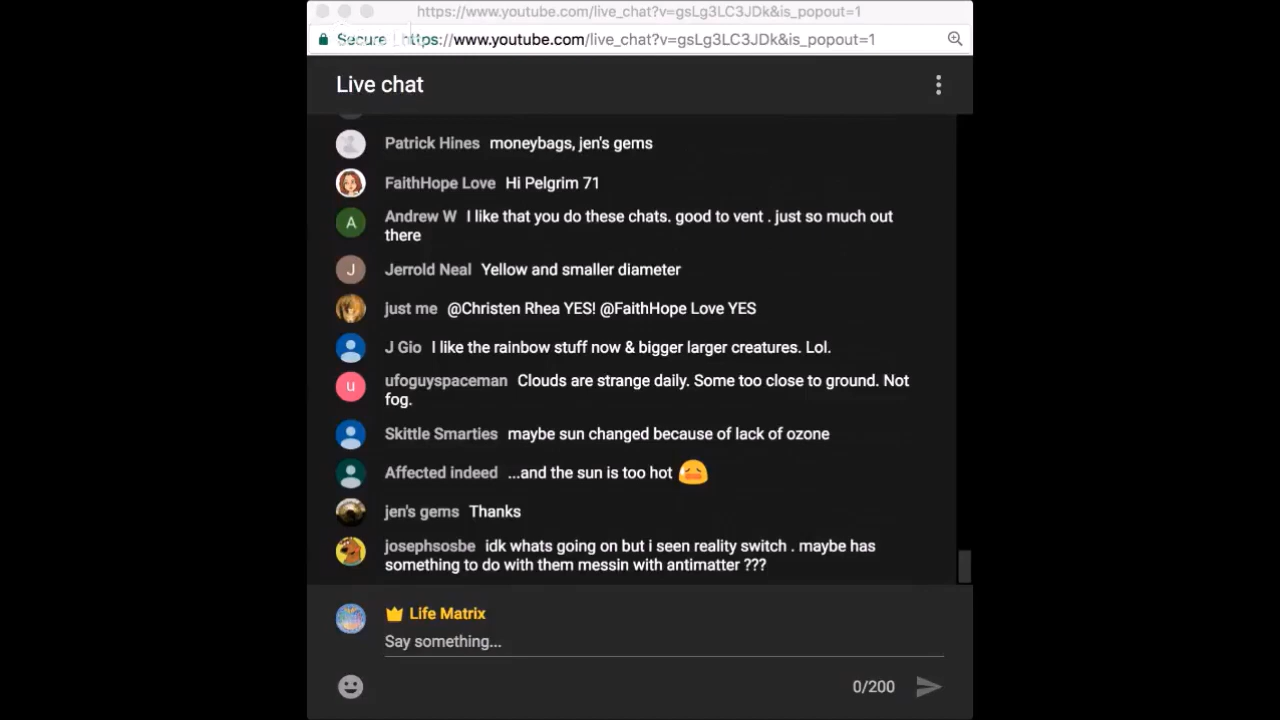 https://www.youtube.com/live_chat?v=gsLg3LC3JDk&is_popout=1
Secure https://www.youtube.com/live_chat?v=gsLg3LC3JDk&is_popout=1
Live chat
Patrick Hines moneybags, jen's gems
FaithHope Love Hi Pelgrim 71
A Andrew W I like that you do these chats. good to vent . just so much out
there
J Jerrold Neal Yellow and smaller diameter
just me @Christen Rhea YES! @FaithHope Love YES
J Gio I like the rainbow stuff now & bigger larger creatures. Lol.
u ufoguyspaceman Clouds are strange daily. Some too close to ground. Not
fog.
Skittle Smarties maybe sun changed because of lack of ozone
Affected indeed ...and the sun is too hot 😥
jen's gems Thanks
josephsosbe idk whats going on but i seen reality switch . maybe has
something to do with them messin with antimatter ???
Life Matrix
Say something...
0/200